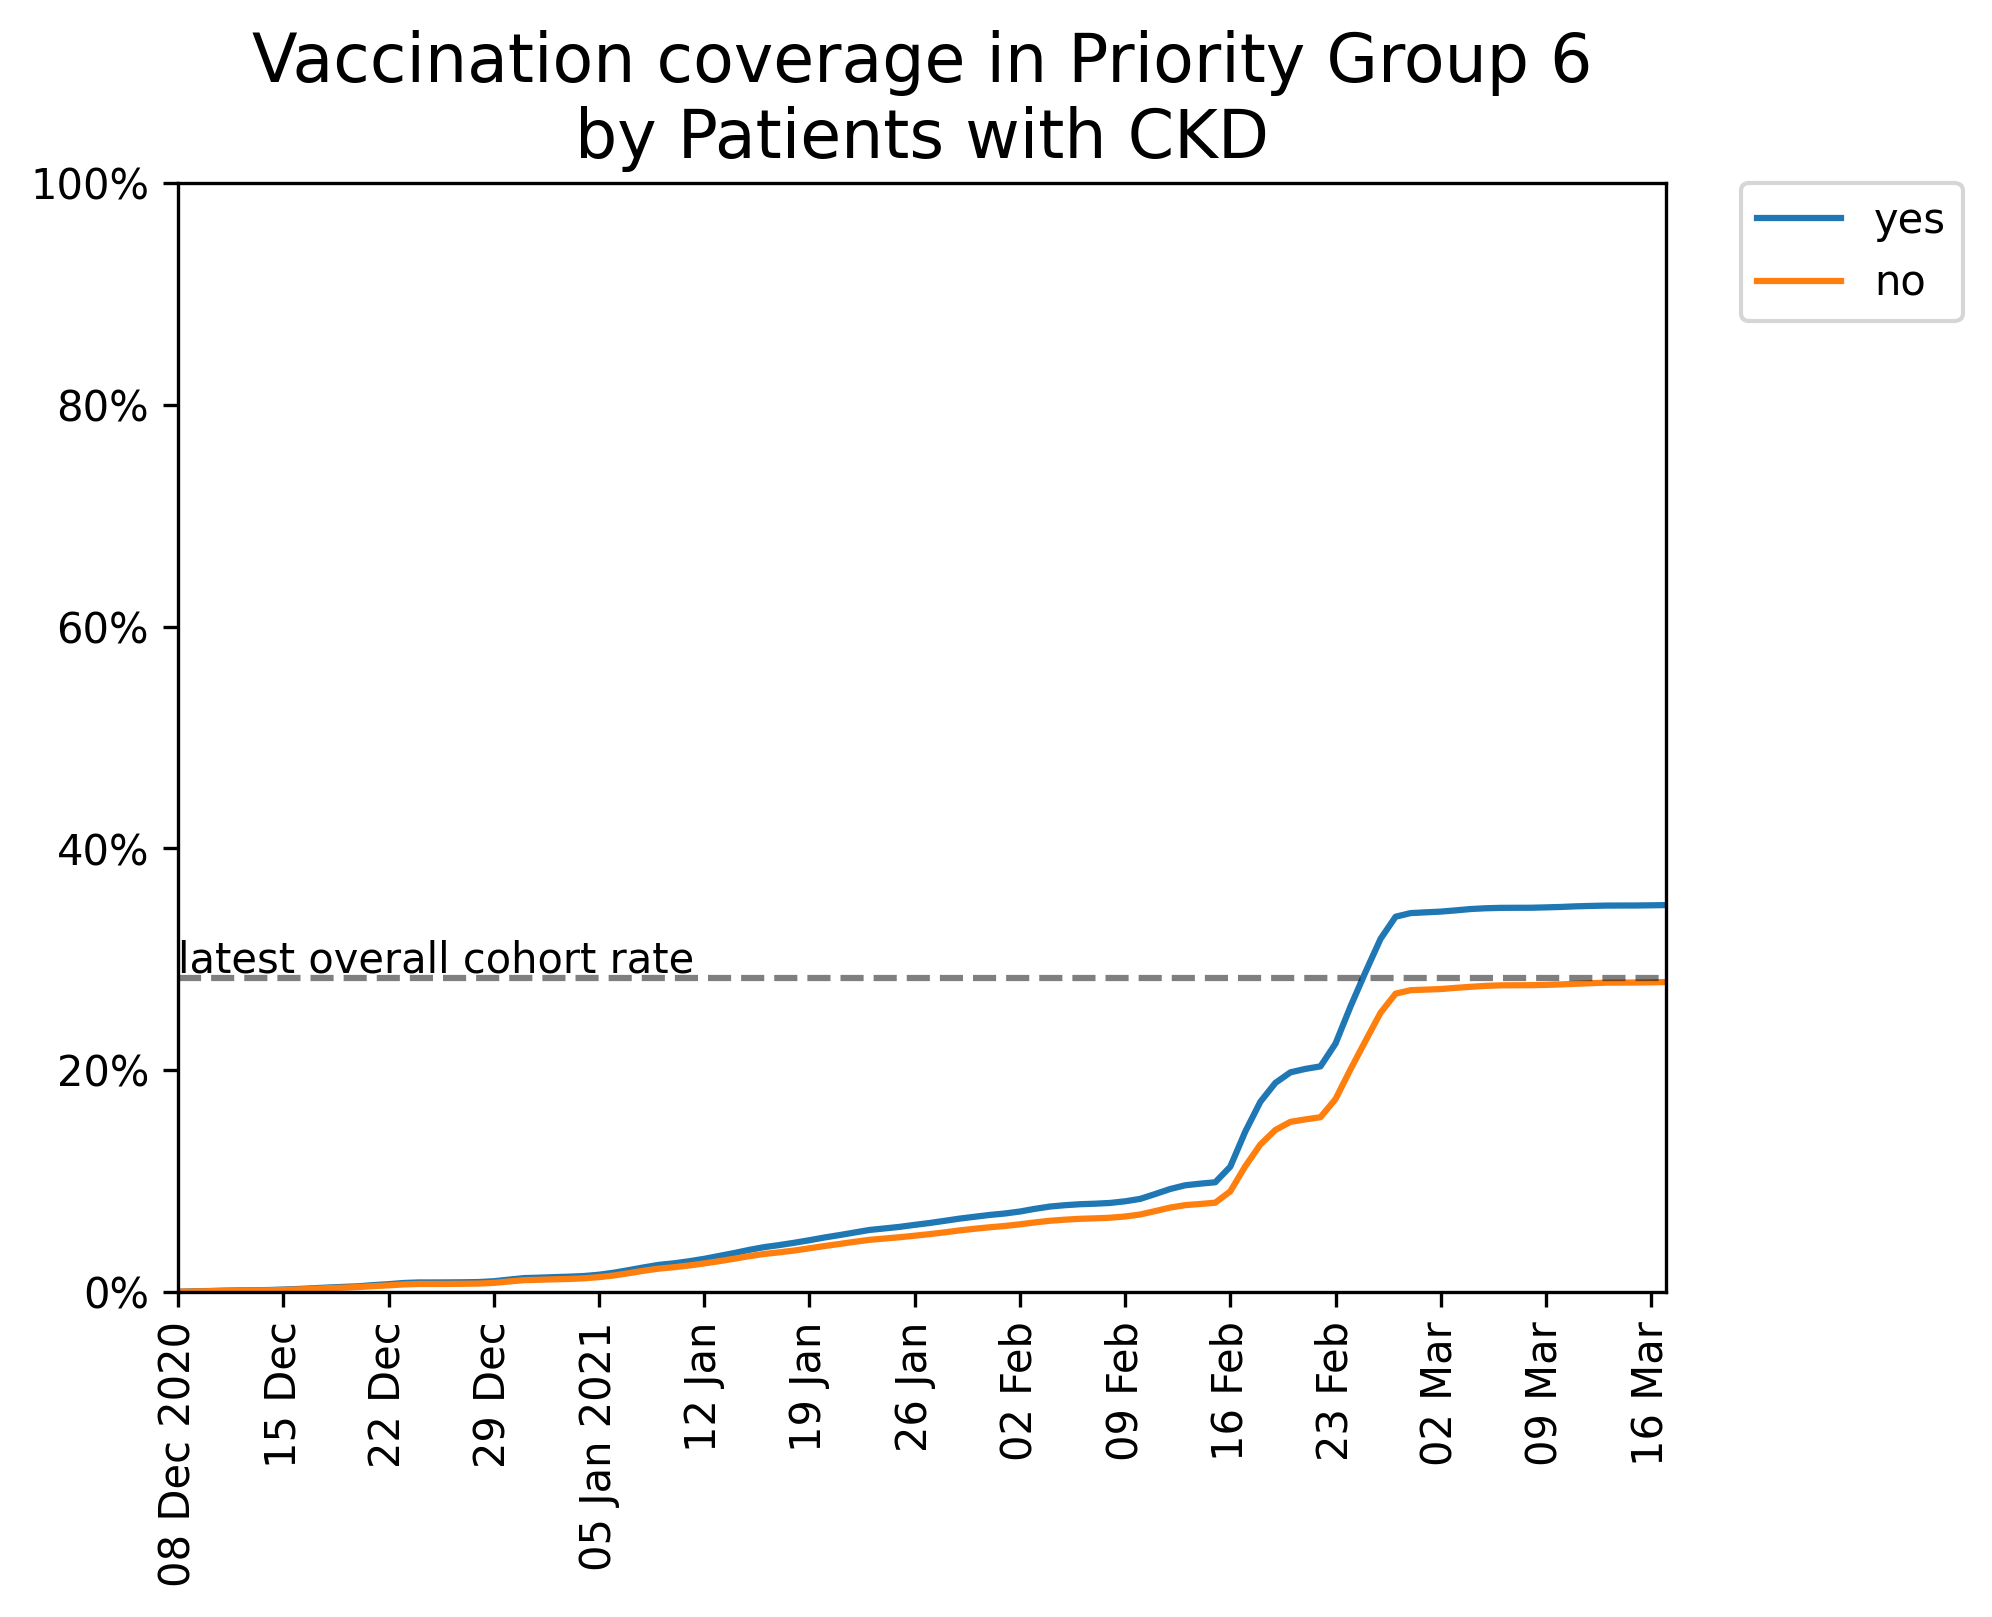 Vaccination coverage in Priority Group 6
by Patients with CKD
100%
80%
60%
40%
20%
0%
latest overall cohort rate
yes
no
08 Dec 2020
15 Dec
22 Dec
29 Dec
05 Jan 2021
12 Jan
19 Jan
26 Jan
02 Feb
09 Feb
16 Feb
23 Feb
02 Mar
09 Mar
16 Mar